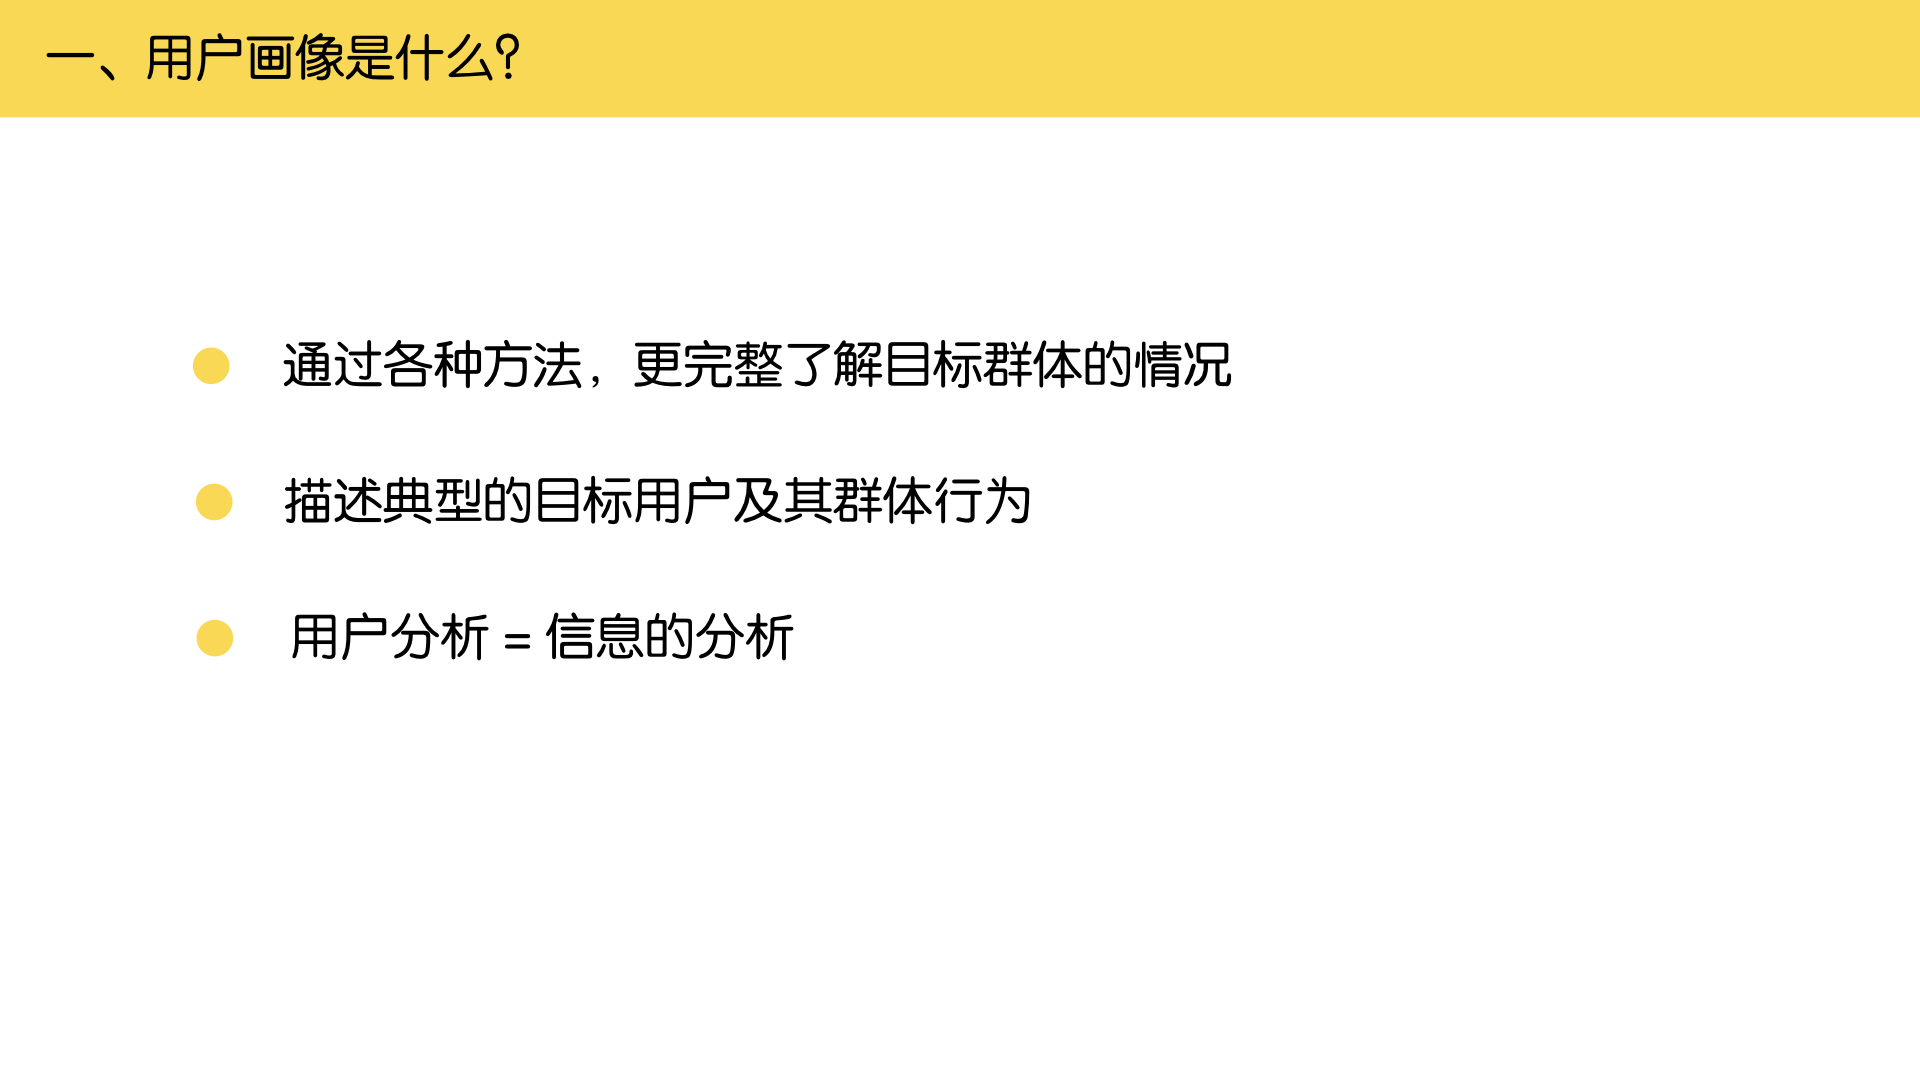 一、用户画像是什么?
通过各种方法，更完整了解目标群体的情况
描述典型的目标用户及其群体行为
用户分析 = 信息的分析